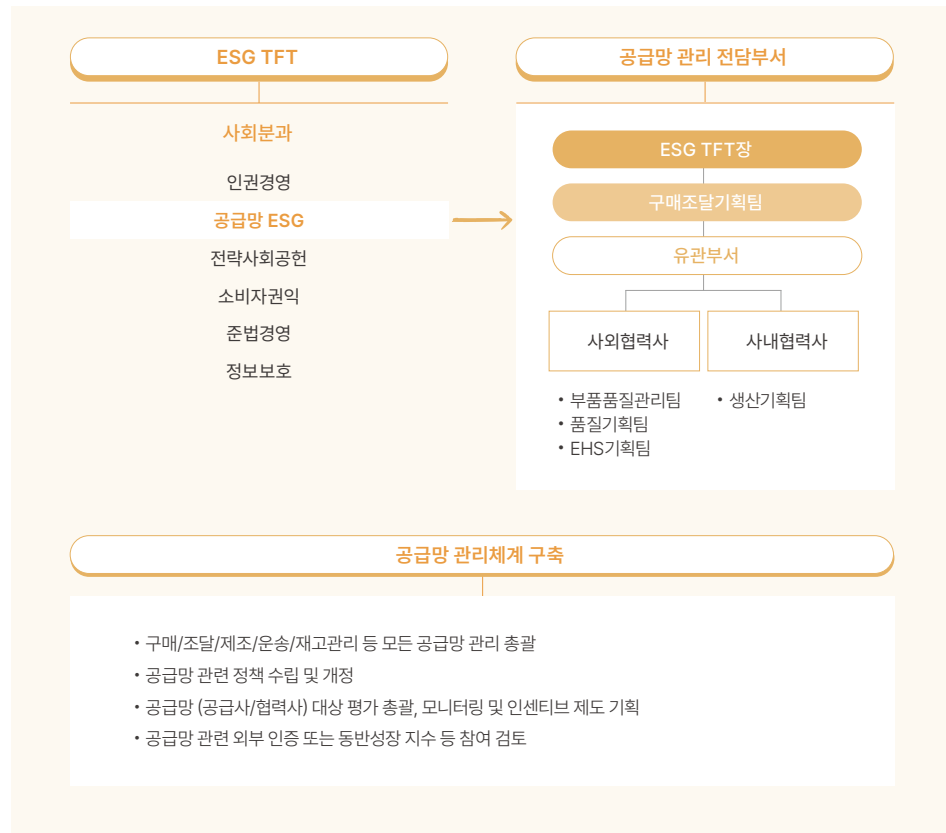 ESG TFT
사회분과
인권경영
공급망 ESG
전략사회공헌
소비자권익
준법경영
정보보호
공급망 관리 전담부서
ESG TFT장
구매조달기획팀
유관부서
사외협력사
• 부품품질관리팀
• 품질기획팀
• EHS기획팀
사내협력사
• 생산기획팀
공급망 관리체계 구축
• 구매/조달/제조/운송/재고관리 등 모든 공급망 관리 총괄
• 공급망 관련 정책 수립 및 개정
• 공급망 (공급사/협력사) 대상 평가 총괄, 모니터링 및 인센티브 제도 기획
• 공급망 관련 외부 인증 또는 동반성장 지수 등 참여 검토